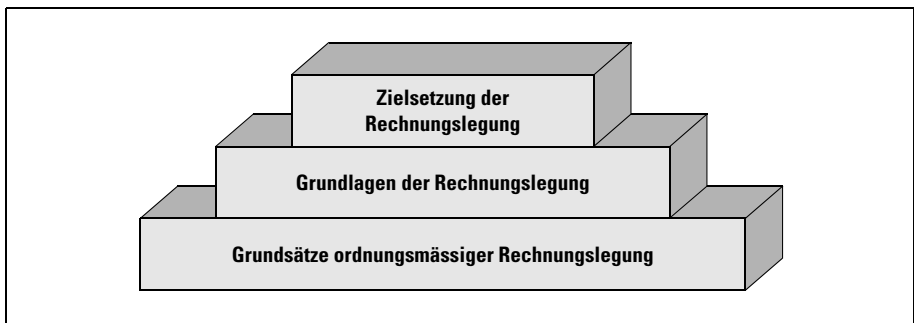 Zielsetzung der
Rechnungslegung
Grundlagen der Rechnungslegung
Grundsätze ordnungsmässiger Rechnungslegung